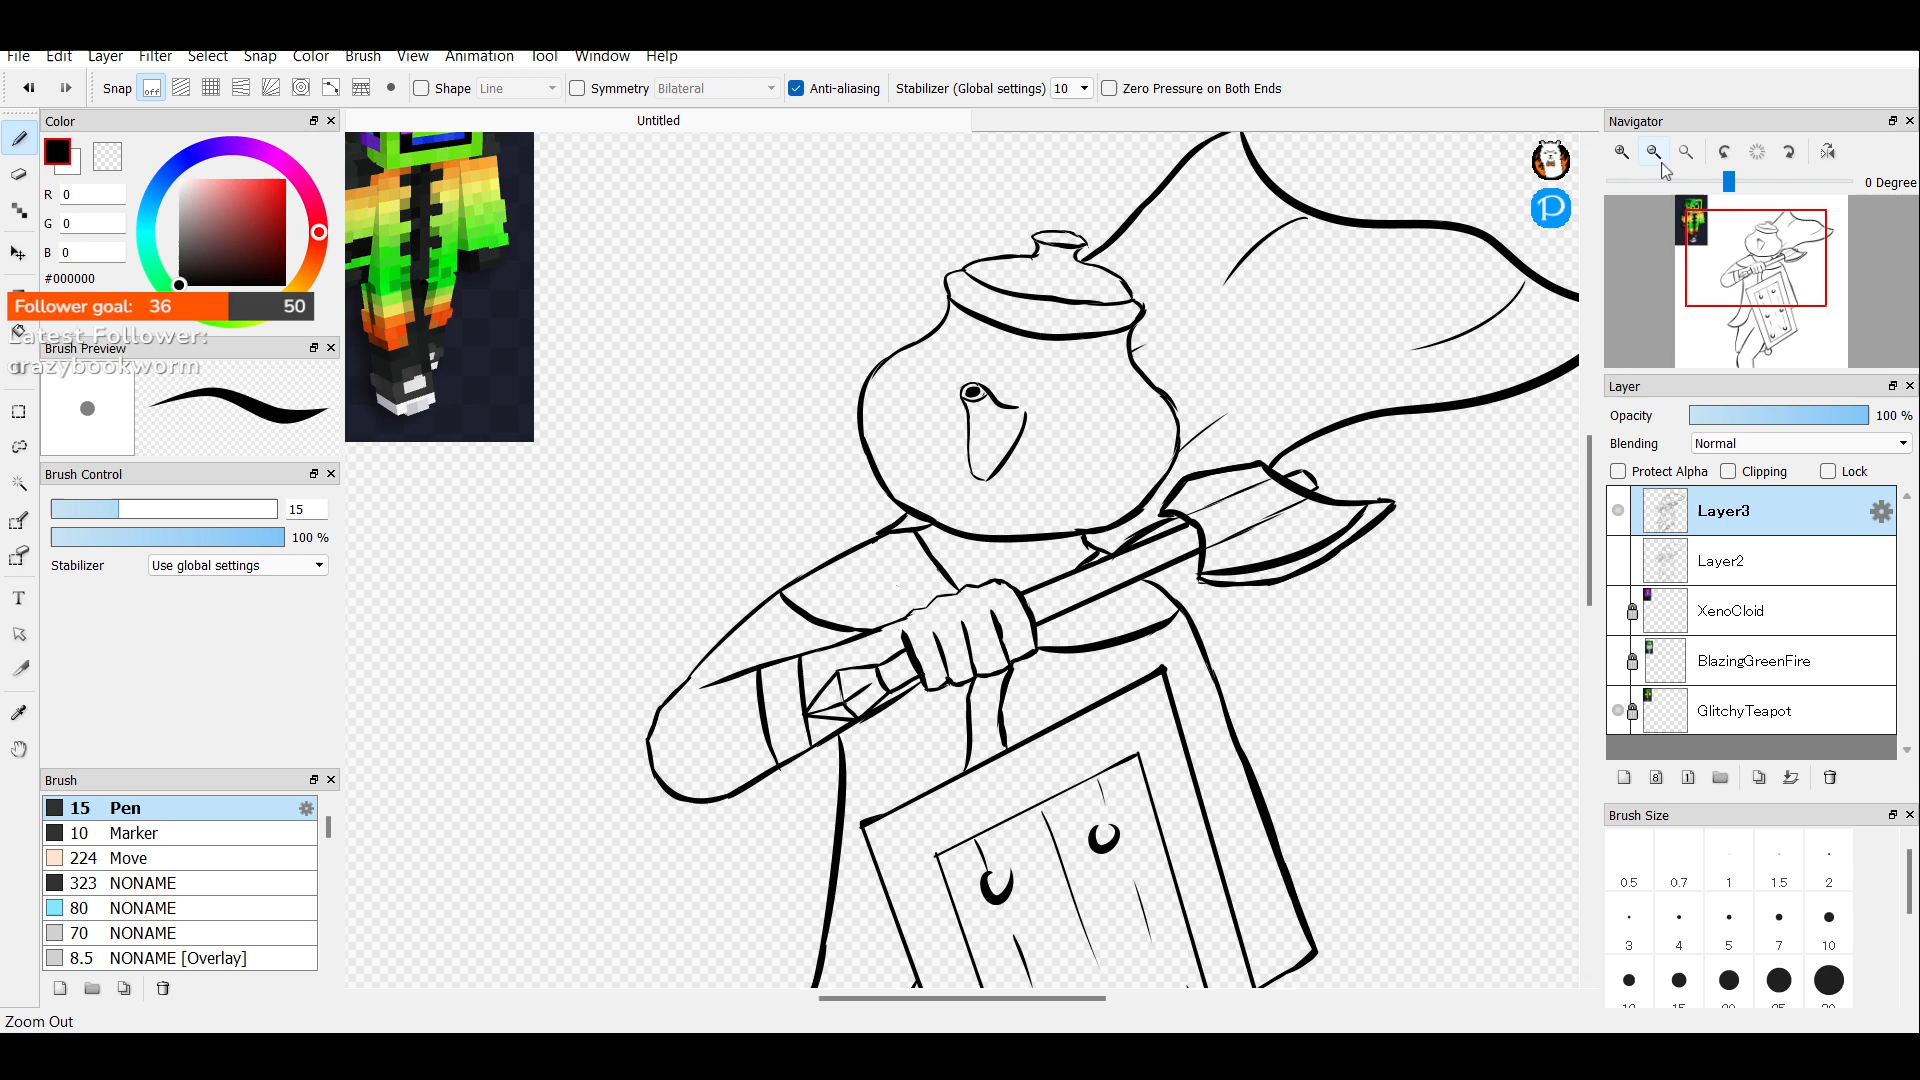 File Edit Layer Filter Select Snap Color Brush View Animation Tool Window Help
Snap off Shape Line Symmetry Bilateral Anti-aliasing Stabilizer (Global settings) 10 Zero Pressure on Both Ends
Color
Untitled
Navigator
R 0
G 0
B 0
#000000
0 Degree
Follower goal: 36 50
Latest Follower:
crazybookworm
Brush Preview
Layer
Opacity 100 %
Blending Normal
Protect Alpha Clipping Lock
Brush Control
15
100 %
Stabilizer Use global settings
Layer3
Layer2
XenoCloid
BlazingGreenFire
GlitchyTeapot
8 1
Brush
15 Pen
10 Marker
224 Move
323 NONAME
80 NONAME
70 NONAME
8.5 NONAME [Overlay]
Brush Size
0.5 0.7 1 1.5 2
3 4 5 7 10
T
P
Zoom Out